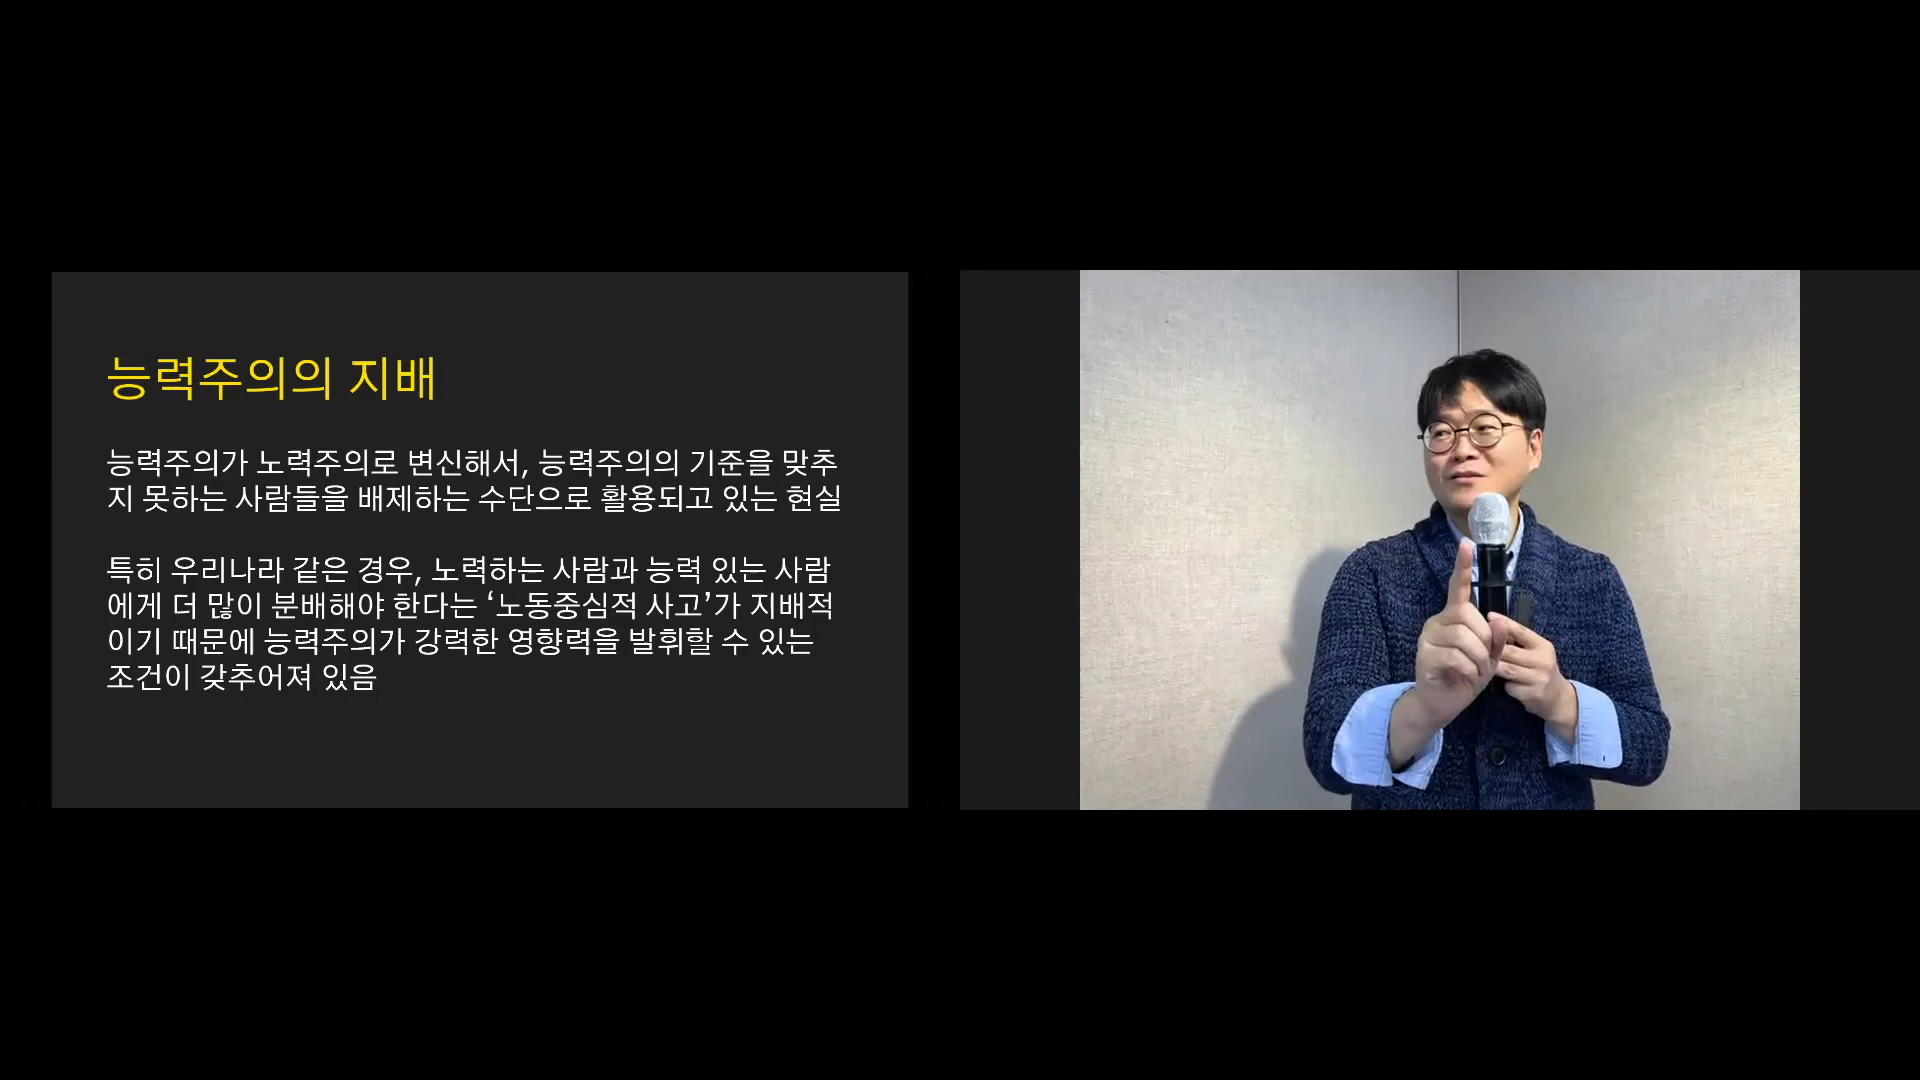 능력주의의 지배
능력주의가 노력주의로 변신해서, 능력주의의 기준을 맞추
지 못하는 사람들을 배제하는 수단으로 활용되고 있는 현실
특히 우리나라 같은 경우, 노력하는 사람과 능력 있는 사람
에게 더 많이 분배해야 한다는 ‘노동중심적 사고’가 지배적
이기 때문에 능력주의가 강력한 영향력을 발휘할 수 있는
조건이 갖추어져 있음